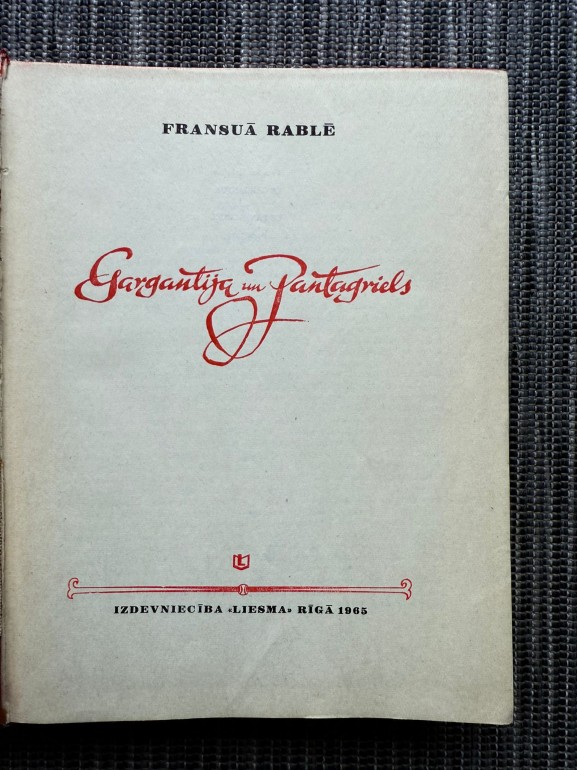 FRANSUĀ RABLĒ
Gargantija un Pantagriels
L
IZDEVNIECĪBA «LIESMA» RĪGĀ 1965